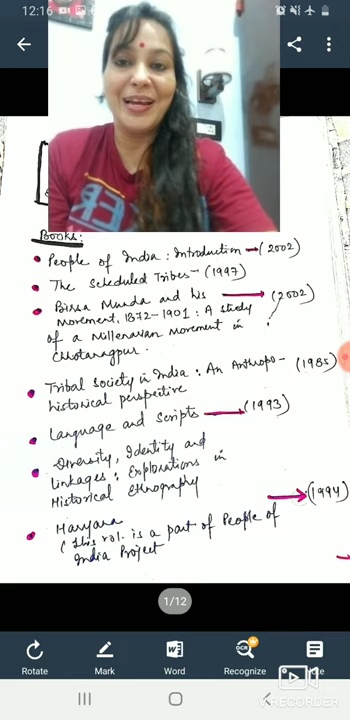 12:16
Books:
People of India: Introduction - (2002)
The Scheduled Tribes - (1997)
Birsa Munda and his → (2002)
Movement, 1872-1901: A study
of a Millenarian Movement in
Chhotanagpur.
Tribal Society in India: An Anthropo - (1985)
historical perspective
Language and Scripts → (1993)
Diversity, Identity and
Linkages: Explorations in
Historical Ethnography
Haryana → (1994)
( This vol. is a part of People of
India Project
1/12
W
OCR
Rotate Mark Word Recognize
VRECORDER